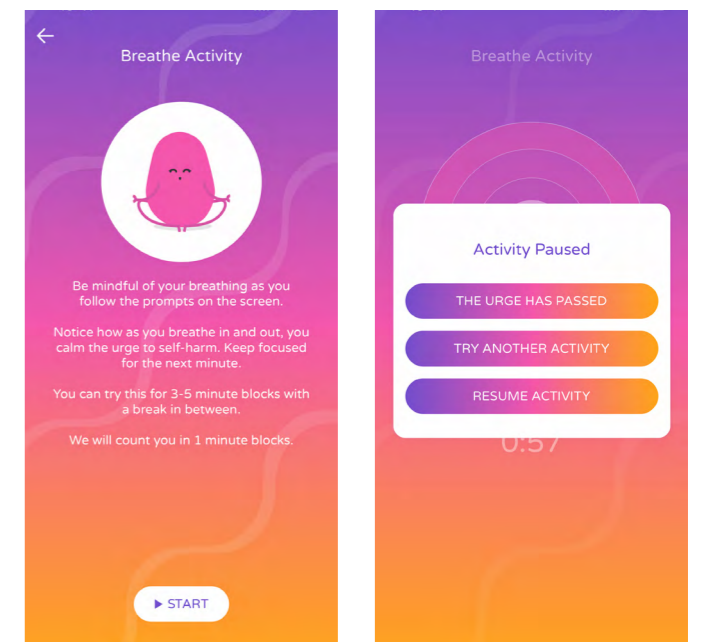 Breathe Activity
Be mindful of your breathing as you
follow the prompts on the screen.
Notice how as you breathe in and out, you
calm the urge to self-harm. Keep focused
for the next minute.
You can try this for 3-5 minute blocks with
a break in between.
We will count you in 1 minute blocks.
START
Breathe Activity
Activity Paused
THE URGE HAS PASSED
TRY ANOTHER ACTIVITY
RESUME ACTIVITY
0:57